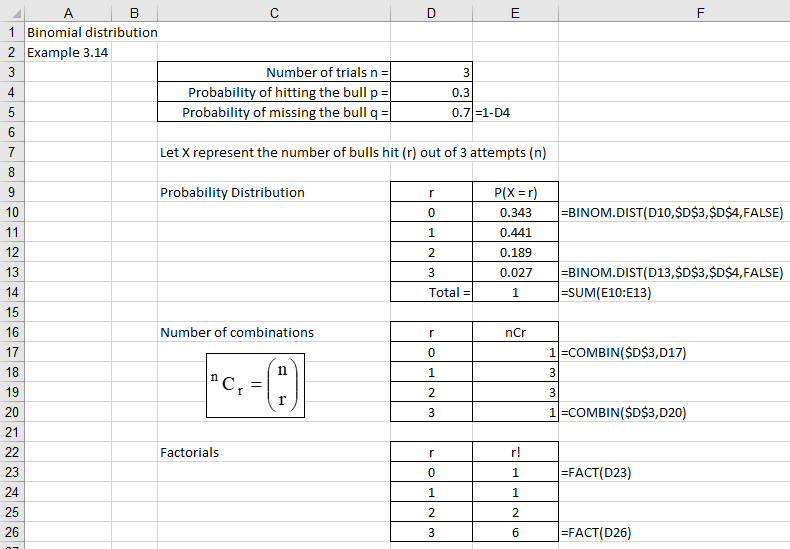 A B C D E F
1 Binomial distribution
2 Example 3.14
3 Number of trials n = 3
4 Probability of hitting the bull p = 0.3
5 Probability of missing the bull q = 0.7 =1-D4
6
7 Let X represent the number of bulls hit (r) out of 3 attempts (n)
8
9 Probability Distribution r P(X = r)
10 0 0.343 =BINOM.DIST(D10,$D$3,$D$4,FALSE)
11 1 0.441
12 2 0.189
13 3 0.027 =BINOM.DIST(D13,$D$3,$D$4,FALSE)
14 Total = 1 =SUM(E10:E13)
15
16 Number of combinations r nCr
17 0 1 =COMBIN($D$3,D17)
18 1 3
n C r = ( n r )
19 2 3
20 3 1 =COMBIN($D$3,D20)
21
22 Factorials r r!
23 0 1 =FACT(D23)
24 1 1
25 2 2
26 3 6 =FACT(D26)